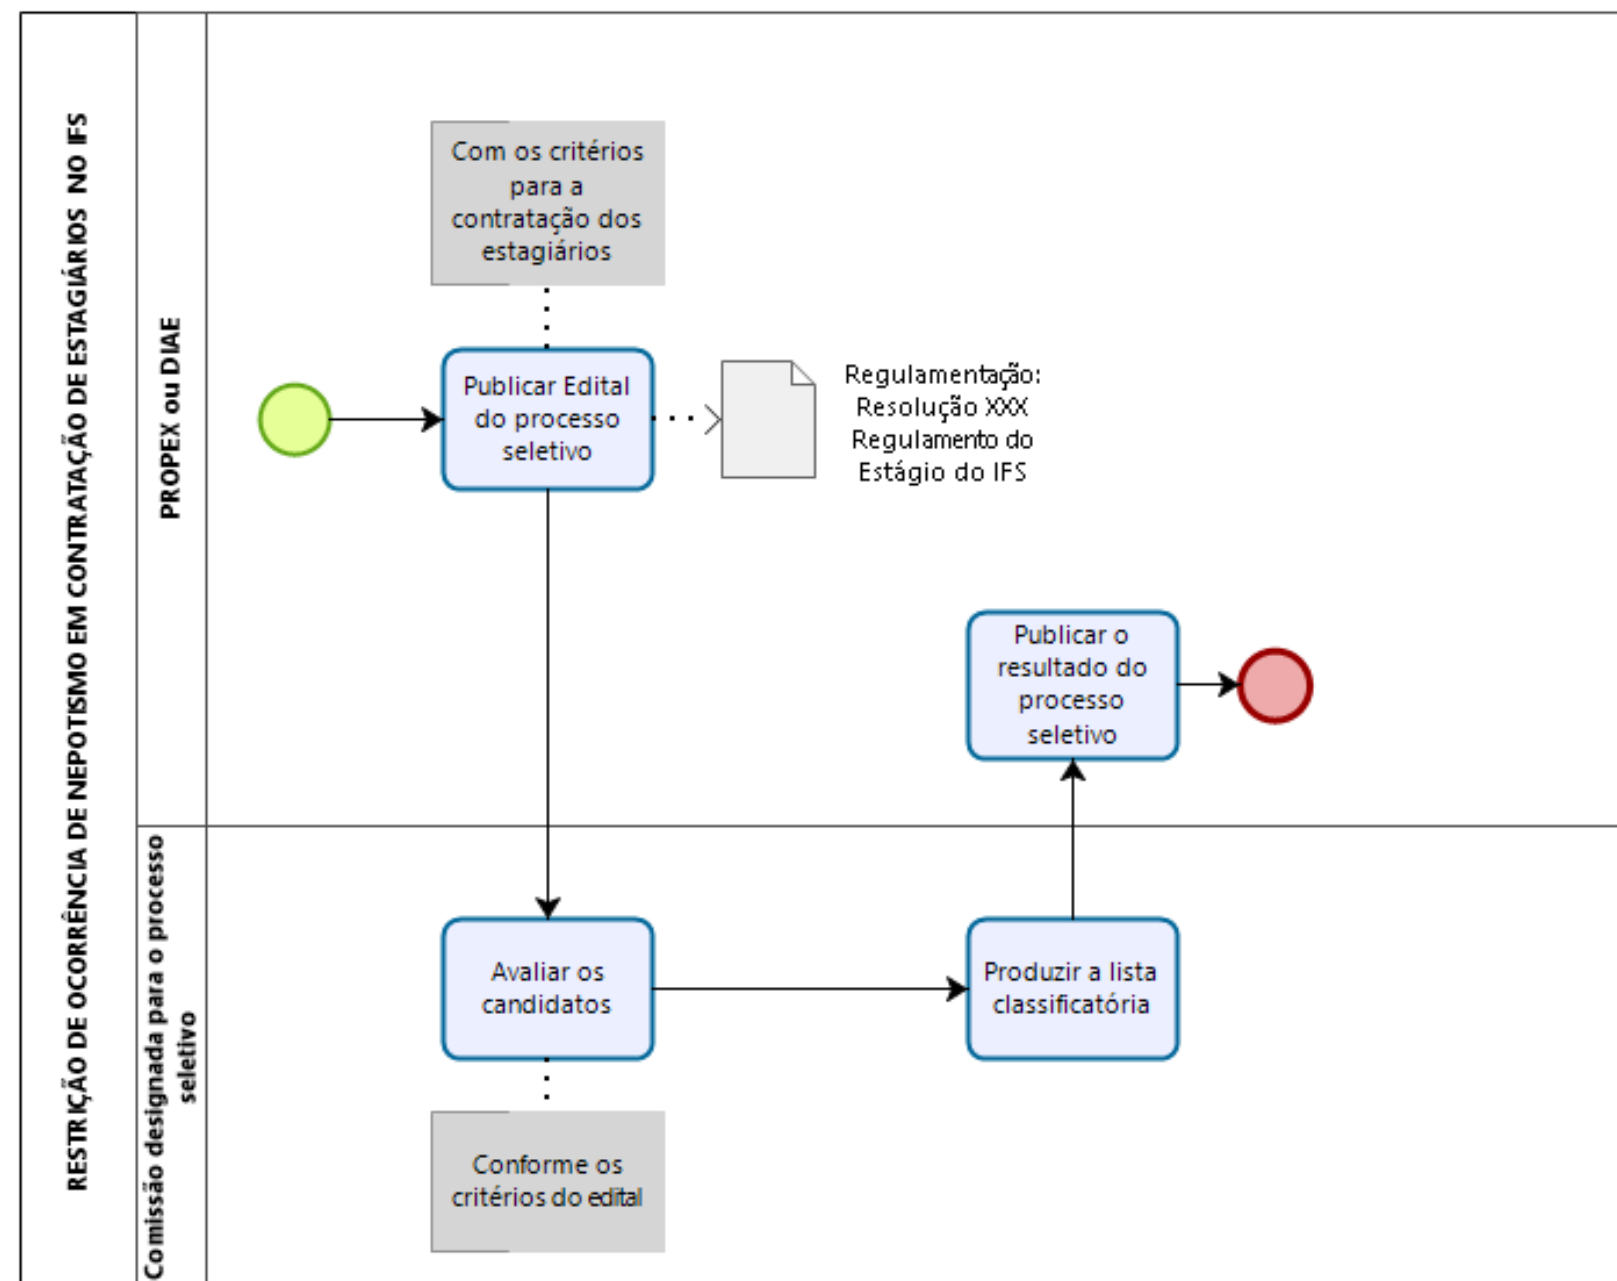 RESTRIÇÃO DE OCORRÊNCIA DE NEPOTISMO EM CONTRATAÇÃO DE ESTAGIÁRIOS NO IFS
PROPEX ou DIAE
Com os critérios
para a
contratação dos
estagiários
Publicar Edital
do processo
seletivo
Regulamentação:
Resolução XXX
Regulamento do
Estágio do IFS
Publicar o
resultado do
processo
seletivo
Comissão designada para o processo
seletivo
Avaliar os
candidatos
Produzir a lista
classificatória
Conforme os
critérios do edital